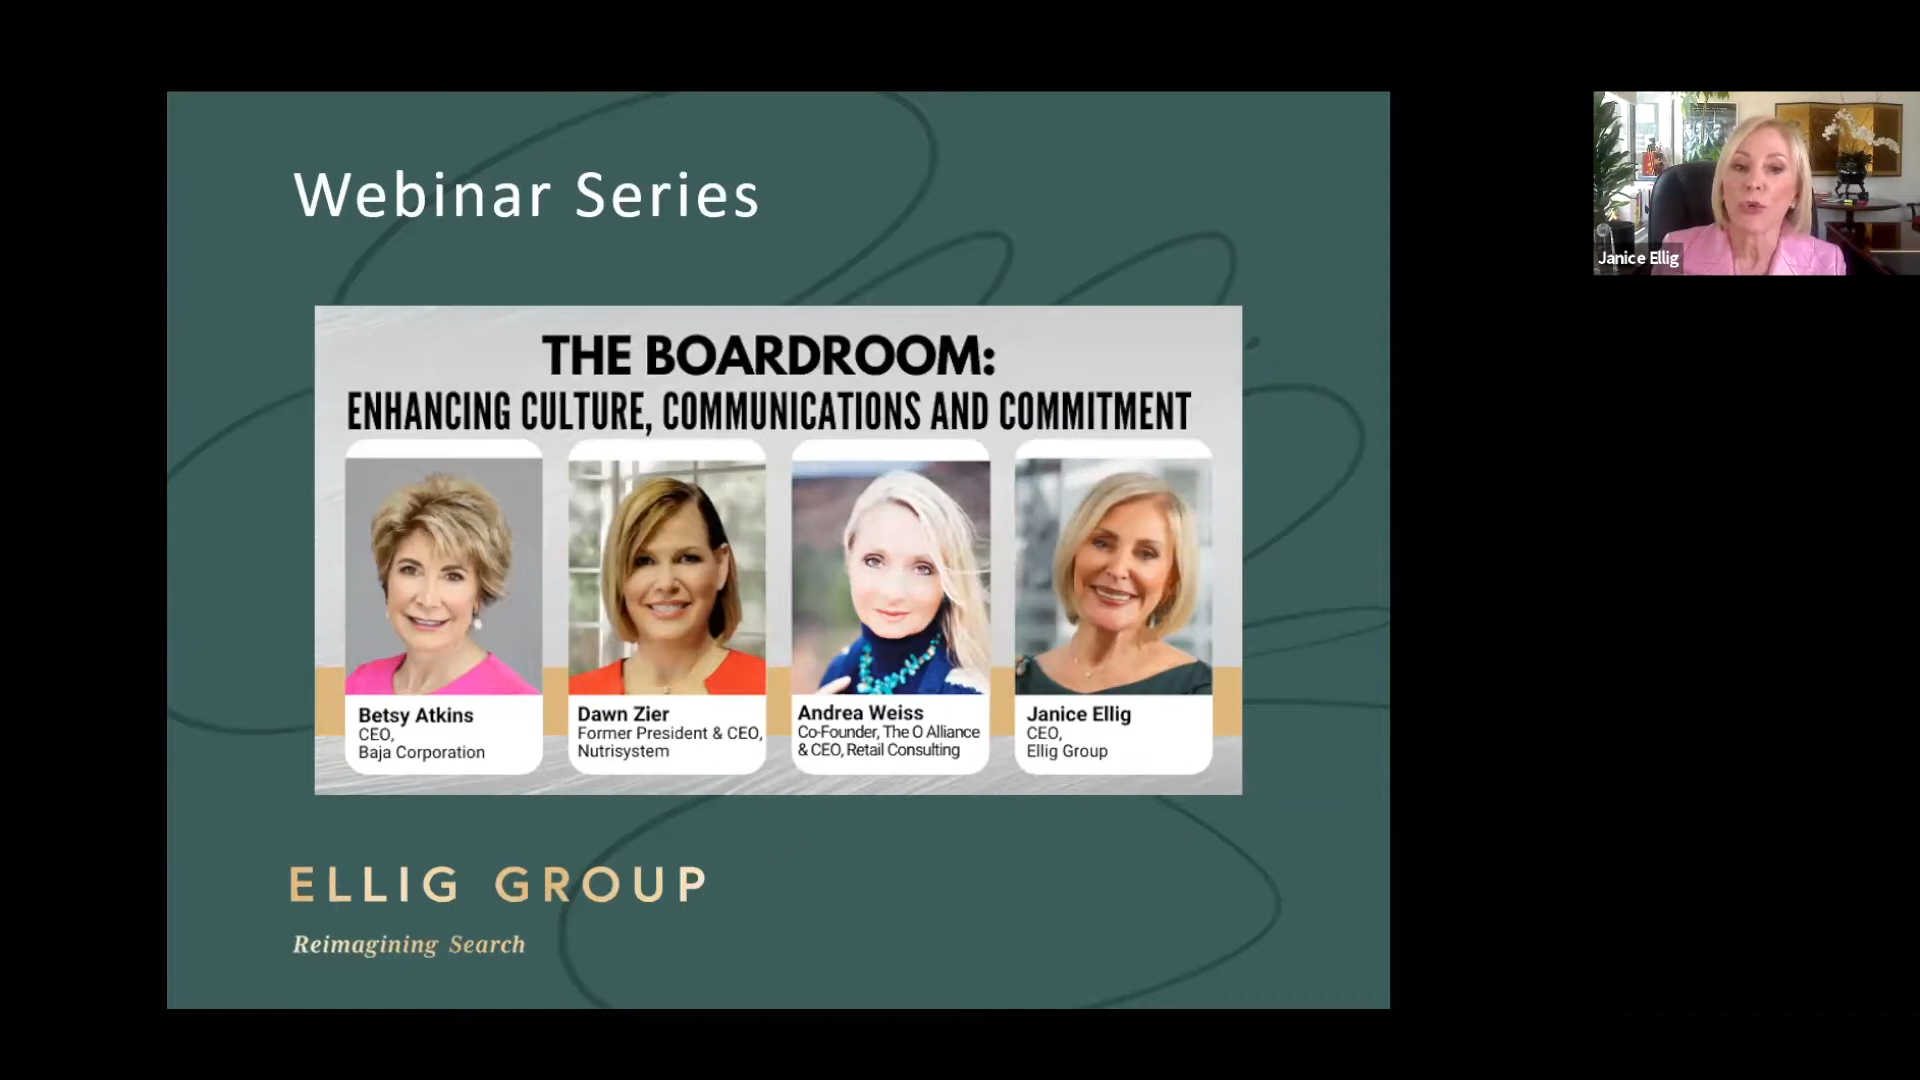 Webinar Series
THE BOARDROOM:
ENHANCING CULTURE, COMMUNICATIONS AND COMMITMENT
Betsy Atkins
CEO,
Baja Corporation
Dawn Zier
Former President & CEO,
Nutrisystem
Andrea Weiss
Co-Founder, The O Alliance
& CEO, Retail Consulting
Janice Ellig
CEO,
Ellig Group
ELLIG GROUP
Reimagining Search
Janice Ellig